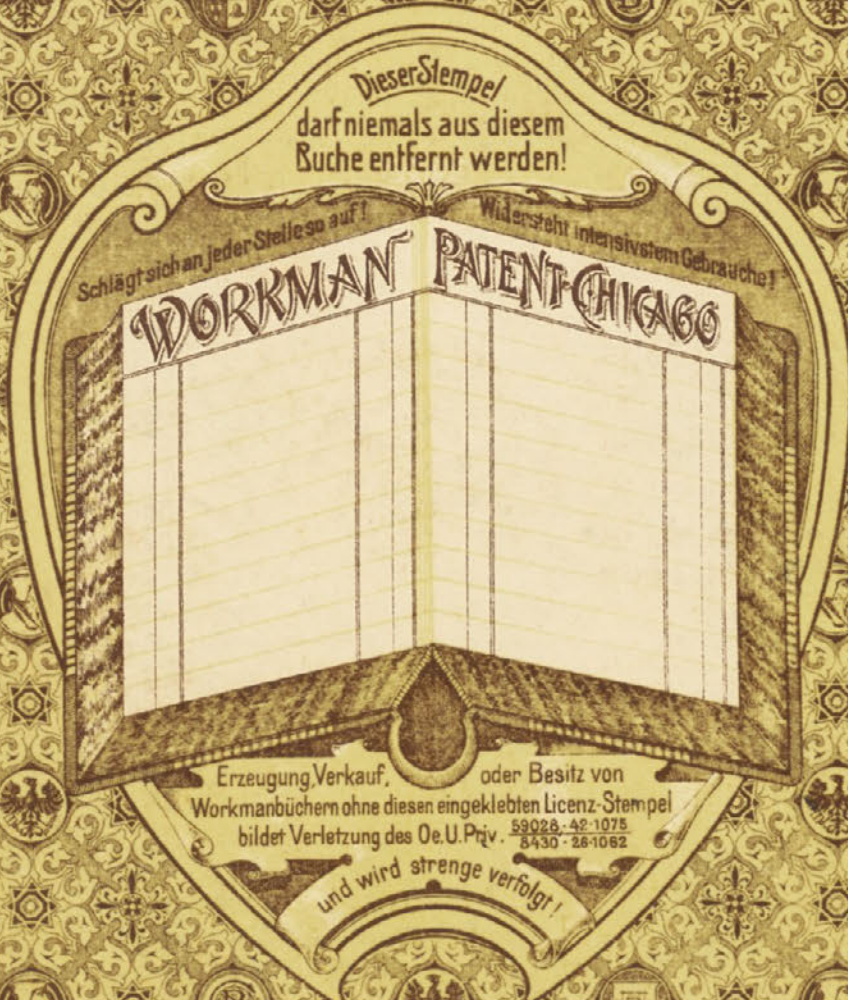 Dieser Stempel
darf niemals aus diesem
Buche entfernt werden!
Schlägt sich an jeder Stelle so auf!
Widersteht intensivstem Gebrauche!
WORKMAN PATENT-CHICAGO
Erzeugung, Verkauf, oder Besitz von
Workmanbüchern ohne diesen eingeklebten Licenz-Stempel
bildet Verletzung des Oe. U. Priv. 59028·42·1075
8430·26·1062
und wird strenge verfolgt!